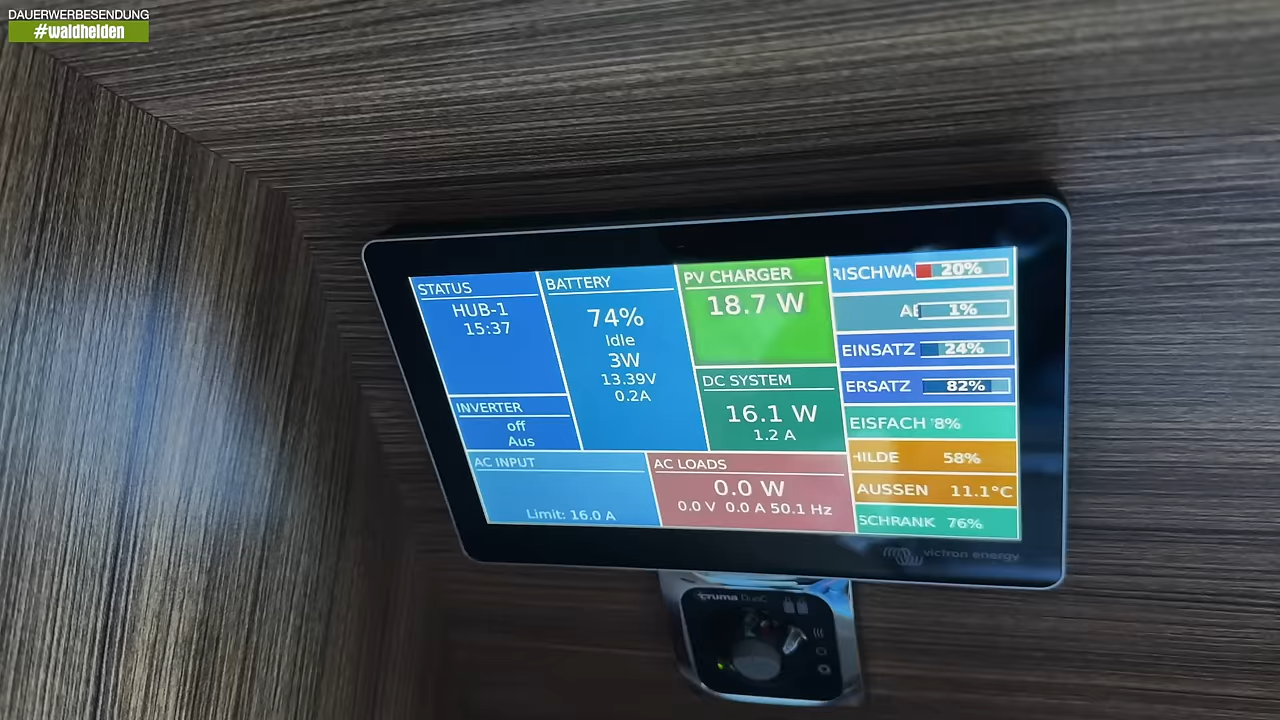 DAUERWERBESENDUNG
#waldhelden
STATUS
HUB-1
15:37
INVERTER
off
Aus
BATTERY
74%
Idle
3W
13.39V
0.2A
PV CHARGER
18.7 W
DC SYSTEM
16.1 W
1.2 A
AC INPUT
Limit: 16.0 A
AC LOADS
0.0 W
0.0 V 0.0 A 50.1 Hz
RISCHWA 20%
AB 1%
EINSATZ 24%
ERSATZ 82%
EISFACH 8%
HILDE 58%
AUSSEN 11.1°C
SCHRANK 76%
victron energy
truma DuoC